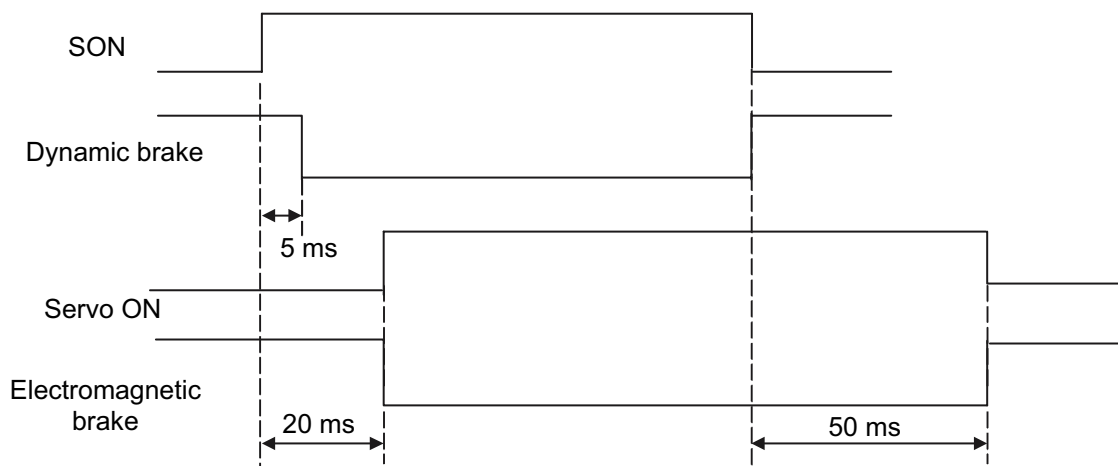 SON
Dynamic brake
5 ms
Servo ON
Electromagnetic
brake
20 ms
50 ms